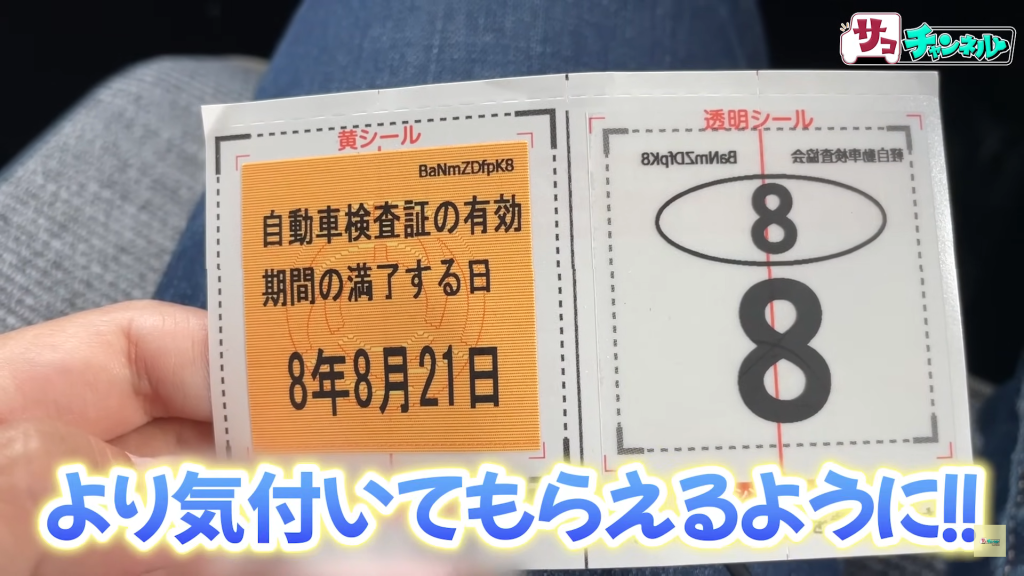 サコ
チャンネル
黄シール
BaNmZDfpK8
自動車検査証の有効
期間の満了する日
8年8月21日
透明シール
軽自動車検査協会
BaNmZDfpK8
8
8
より気付いてもらえるように!!